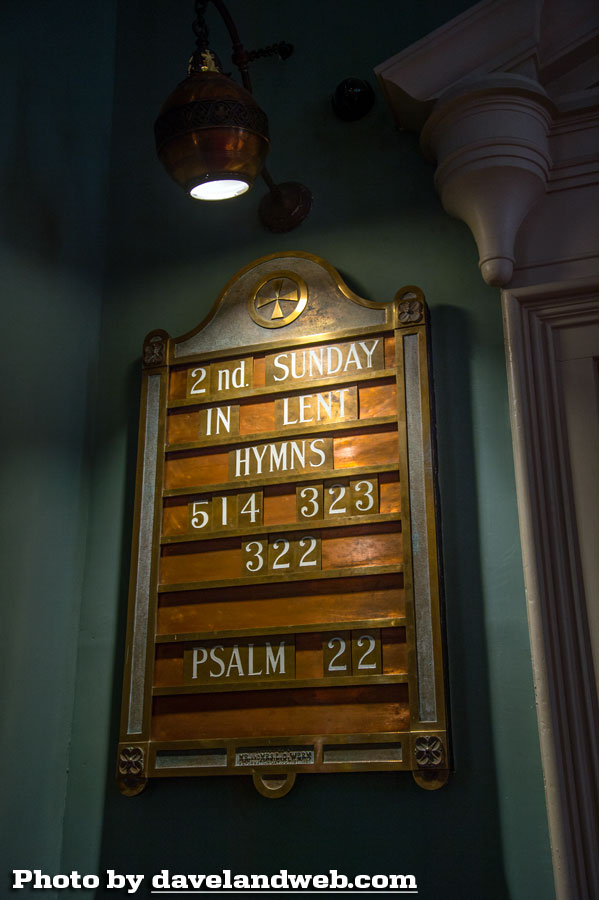 2 nd. SUNDAY
IN LENT
HYMNS
514 323
322
PSALM 22
Photo by davelandweb.com